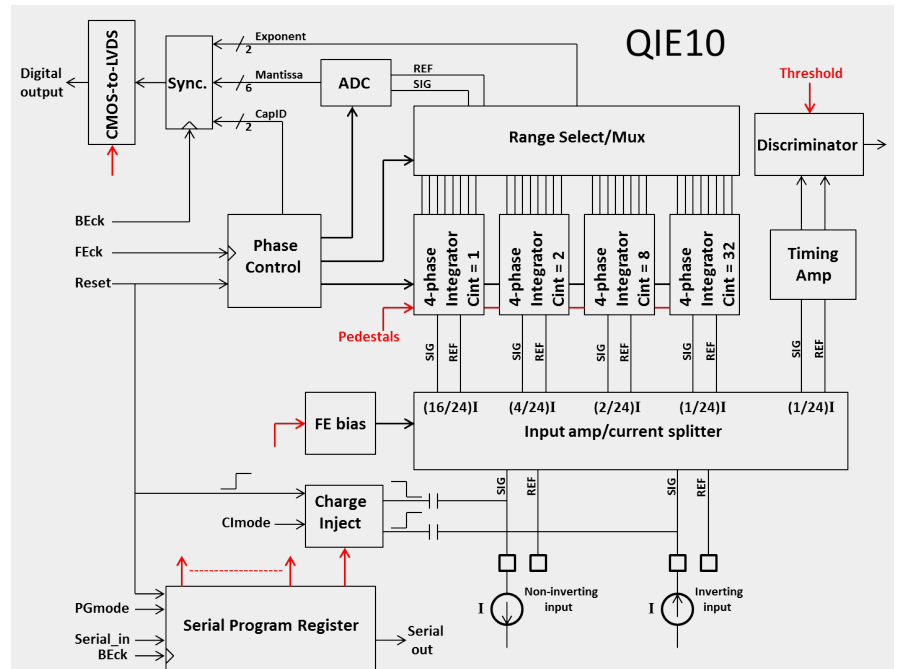 QIE10
Exponent
2
Digital
output
CMOS-to-LVDS
Sync.
Mantissa
6
ADC
REF
SIG
Threshold
CapID
2
Range Select/Mux
Discriminator
BEck
FEck
Reset
Phase
Control
4-phase
Integrator
Cint = 1
4-phase
Integrator
Cint = 2
4-phase
Integrator
Cint = 8
4-phase
Integrator
Cint = 32
Timing
Amp
Pedestals
SIG
REF
SIG
REF
SIG
REF
SIG
REF
SIG
REF
FE bias
(16/24)I
(4/24)I
(2/24)I
(1/24)I
(1/24)I
Input amp/current splitter
SIG
REF
SIG
REF
CImode
Charge
Inject
I
Non-inverting
input
I
Inverting
input
PGmode
Serial_in
BEck
Serial Program Register
Serial
out